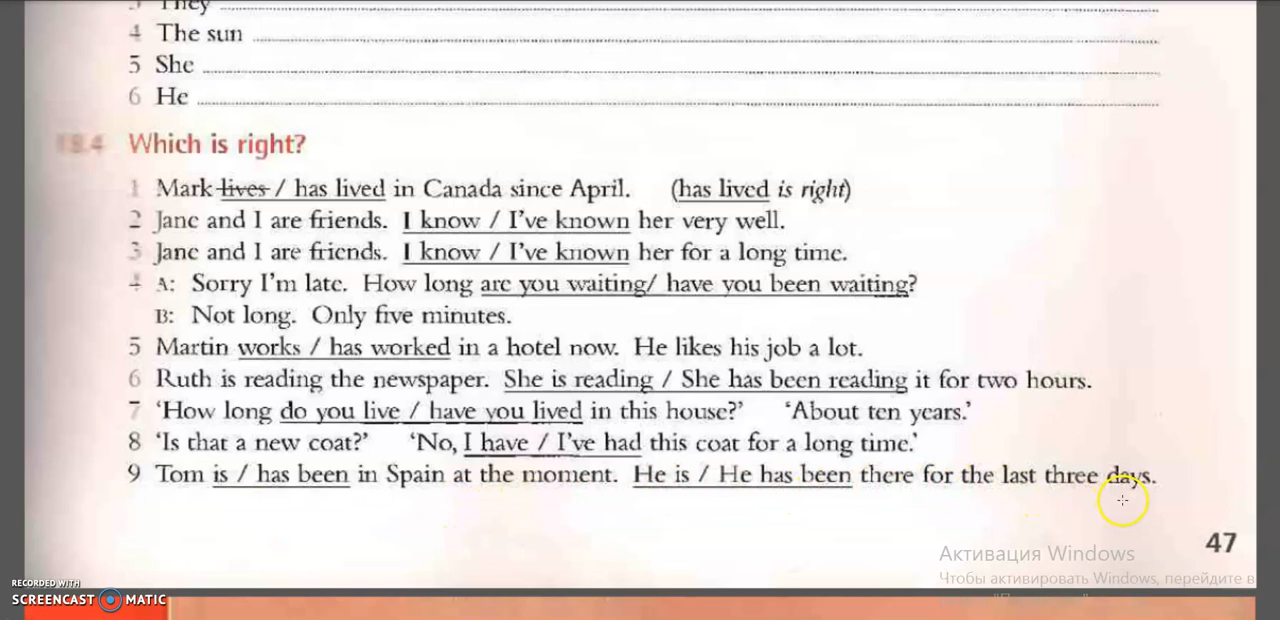 3 They
4 The sun
5 She
6 He
18.4 Which is right?
1 Mark lives / has lived in Canada since April. (has lived is right)
2 Jane and I are friends. I know / I've known her very well.
3 Jane and I are friends. I know / I've known her for a long time.
4 A: Sorry I'm late. How long are you waiting/ have you been waiting?
B: Not long. Only five minutes.
5 Martin works / has worked in a hotel now. He likes his job a lot.
6 Ruth is reading the newspaper. She is reading / She has been reading it for two hours.
7 'How long do you live / have you lived in this house?' 'About ten years.'
8 'Is that a new coat?' 'No, I have / I've had this coat for a long time.'
9 Tom is / has been in Spain at the moment. He is / He has been there for the last three days.
47
Активация Windows
Чтобы активировать Windows, перейдите в
RECORDED WITH
SCREENCAST MATIC